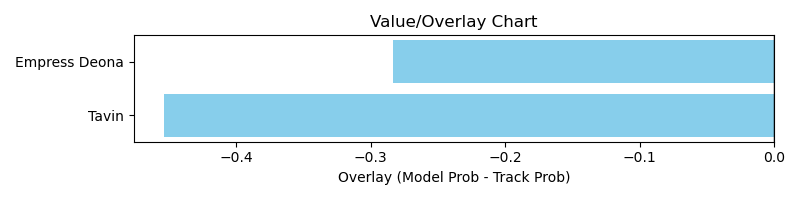 Value/Overlay Chart
Empress Deona
Tavin
−0.4 −0.3 −0.2 −0.1 0.0
Overlay (Model Prob - Track Prob)